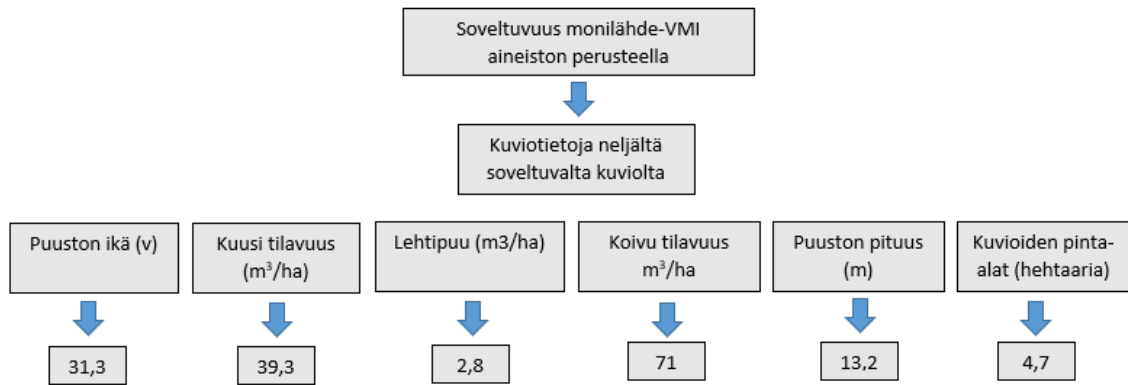 Soveltuvuus monilähde-VMI
aineiston perusteella
Kuviotietoja neljältä
soveltuvalta kuviolta
Puuston ikä (v)
Kuusi tilavuus
(m³/ha)
Lehtipuu (m3/ha)
Koivu tilavuus
m³/ha
Puuston pituus
(m)
Kuvioiden pinta-
alat (hehtaaria)
31,3
39,3
2,8
71
13,2
4,7